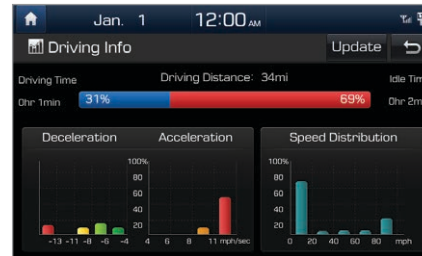 Jan. 1 12:00 AM
Driving Info Update
Driving Time Driving Distance: 34mi Idle Tim
0hr 1min 31% 69% 0hr 2m
Deceleration Acceleration Speed Distribution
100% 100%
80 80
60 60
40 40
20 20
-13 -11 -8 -6 -4 4 6 8 11 mph/sec 0 20 40 60 80 mph